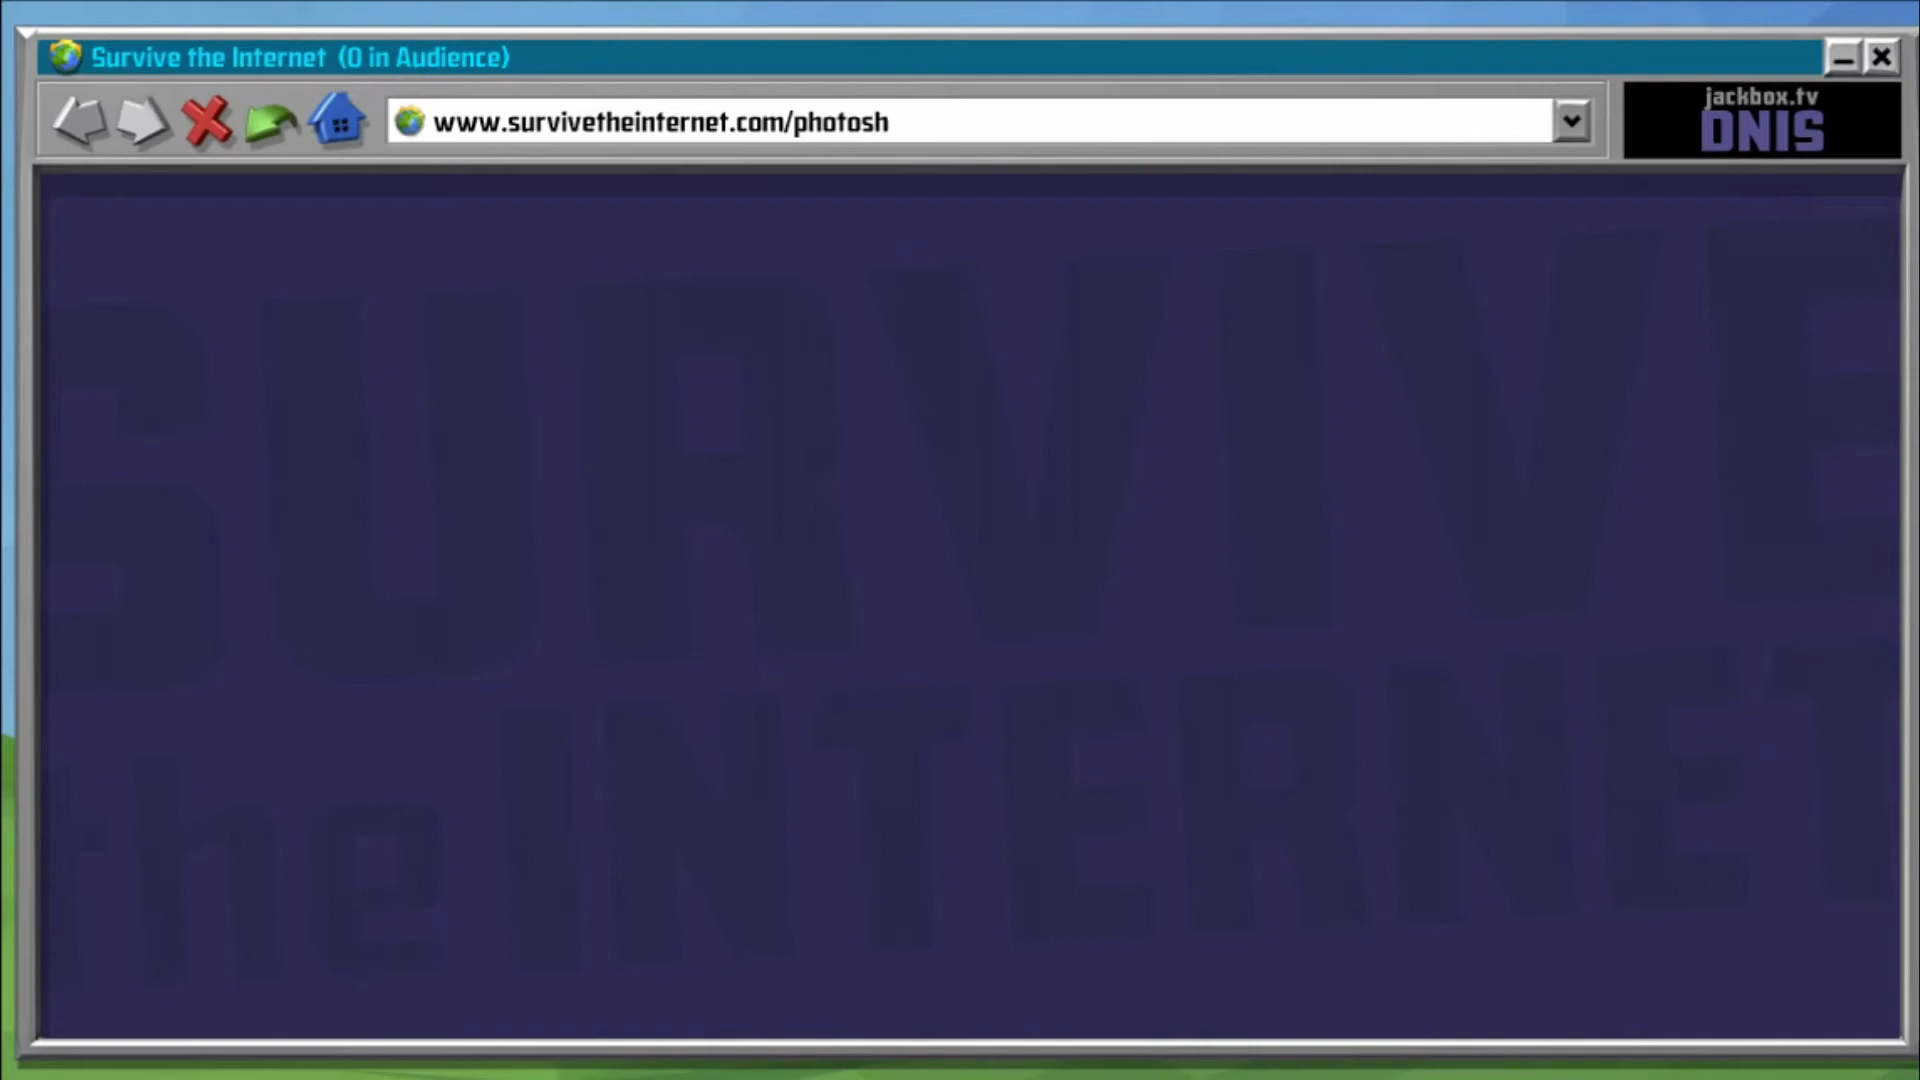 Survive the Internet (0 in Audience)
www.survivetheinternet.com/photosh
jackbox.tv
DNIS
SURVIVE
the INTERNET